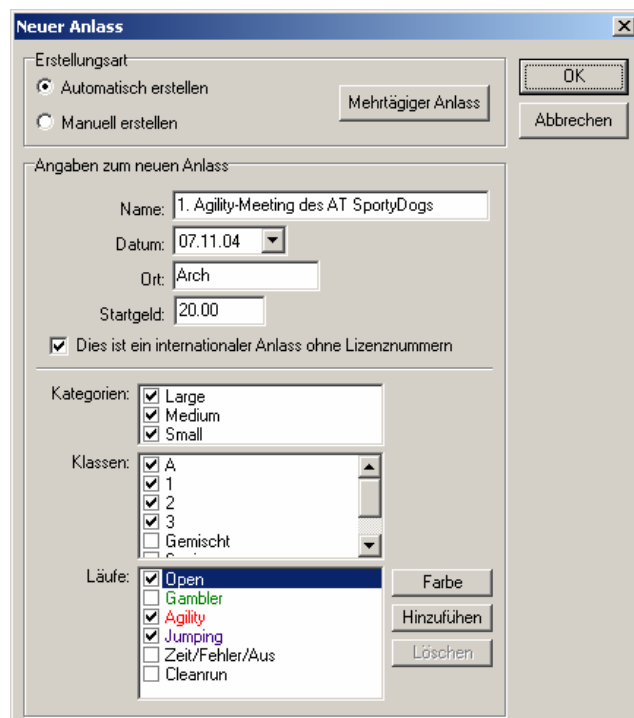 Neuer Anlass
Erstellungsart
Automatisch erstellen
Manuell erstellen
Mehrtägiger Anlass
OK
Abbrechen
Angaben zum neuen Anlass
Name: 1. Agility-Meeting des AT SportyDogs
Datum: 07.11.04
Ort: Arch
Startgeld: 20.00
Dies ist ein internationaler Anlass ohne Lizenznummern
Kategorien: Large
Medium
Small
Klassen: A
1
2
3
Gemischt
Läufe: Open
Gambler
Agility
Jumping
Zeit/Fehler/Aus
Cleanrun
Farbe
Hinzufühen
Löschen